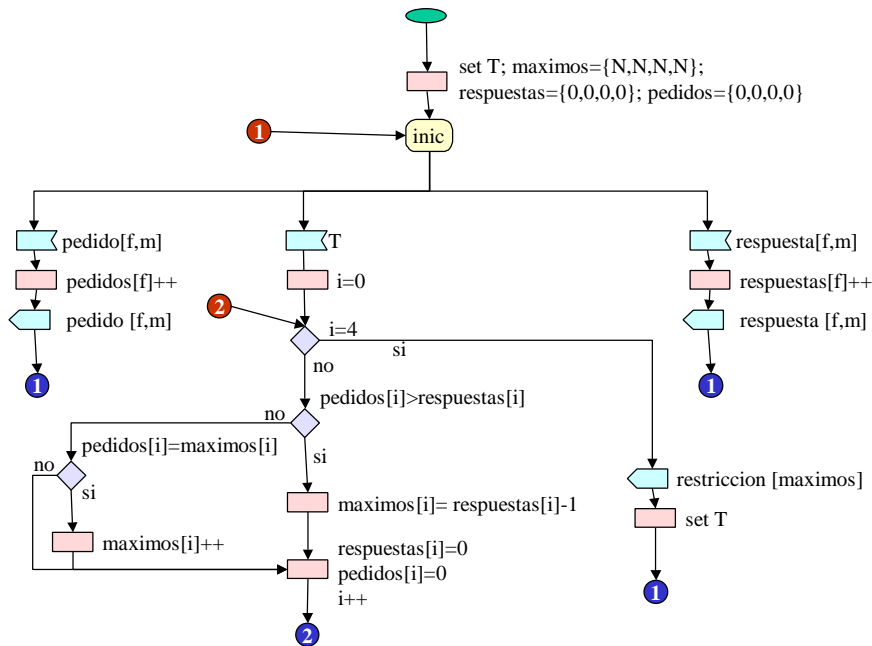 set T; maximos={N,N,N,N};
respuestas={0,0,0,0}; pedidos={0,0,0,0}
1
inic
pedido[f,m]
T
respuesta[f,m]
pedidos[f]++
i=0
respuestas[f]++
2
pedido [f,m]
i=4
respuesta [f,m]
si
no
1
1
pedidos[i]>respuestas[i]
no
pedidos[i]=maximos[i]
si
no
si
restriccion [maximos]
maximos[i]= respuestas[i]-1
set T
maximos[i]++
respuestas[i]=0
pedidos[i]=0
i++
1
2